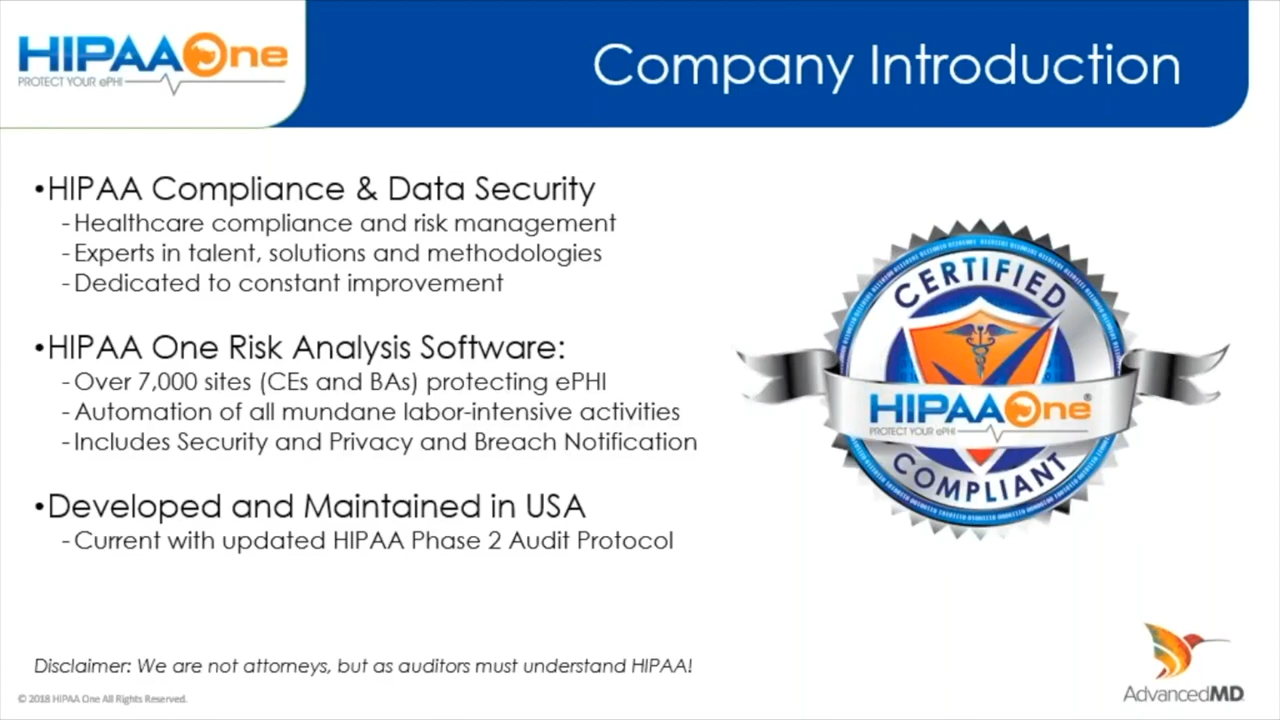 HIPAA One
PROTECT YOUR ePHI
Company Introduction
•HIPAA Compliance & Data Security
-Healthcare compliance and risk management
-Experts in talent, solutions and methodologies
-Dedicated to constant improvement
•HIPAA One Risk Analysis Software:
-Over 7,000 sites (CEs and BAs) protecting ePHI
-Automation of all mundane labor-intensive activities
-Includes Security and Privacy and Breach Notification
•Developed and Maintained in USA
-Current with updated HIPAA Phase 2 Audit Protocol
CERTIFIED
HIPAA One®
PROTECT YOUR ePHI
COMPLIANT
Disclaimer: We are not attorneys, but as auditors must understand HIPAA!
© 2018 HIPAA One All Rights Reserved.
AdvancedMD